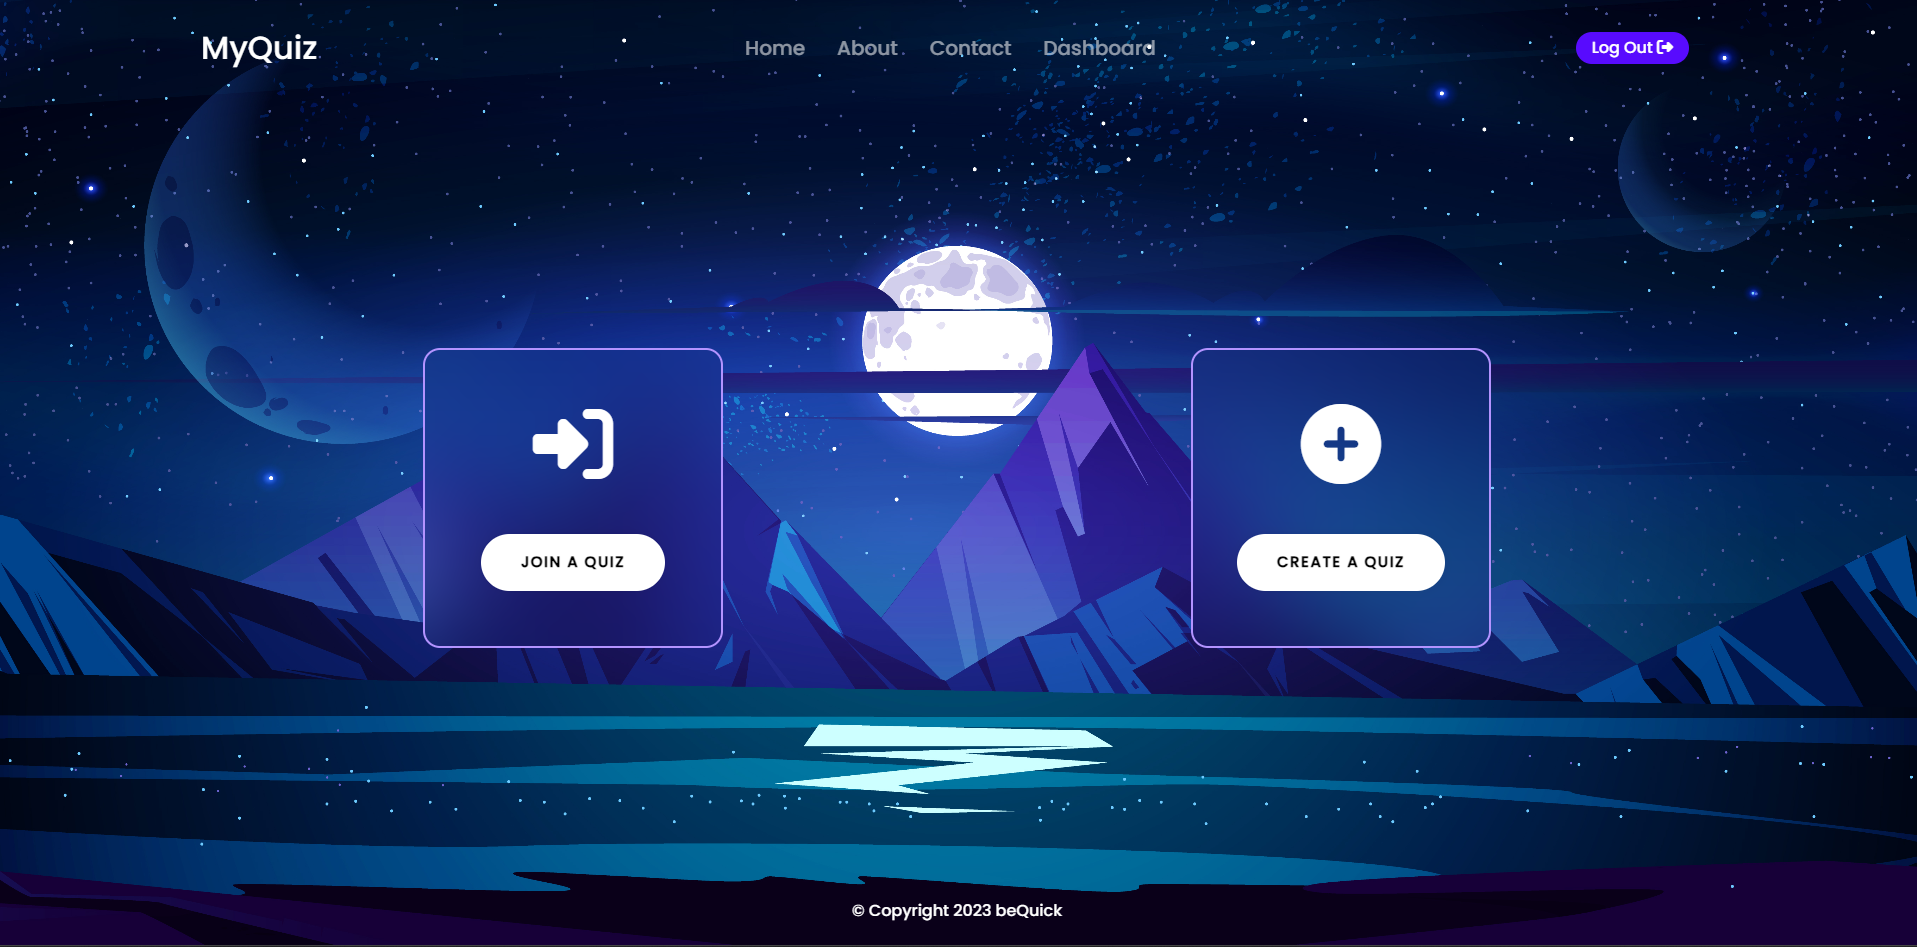 MyQuiz
Home About Contact Dashboard
Log Out
JOIN A QUIZ
CREATE A QUIZ
© Copyright 2023 beQuick